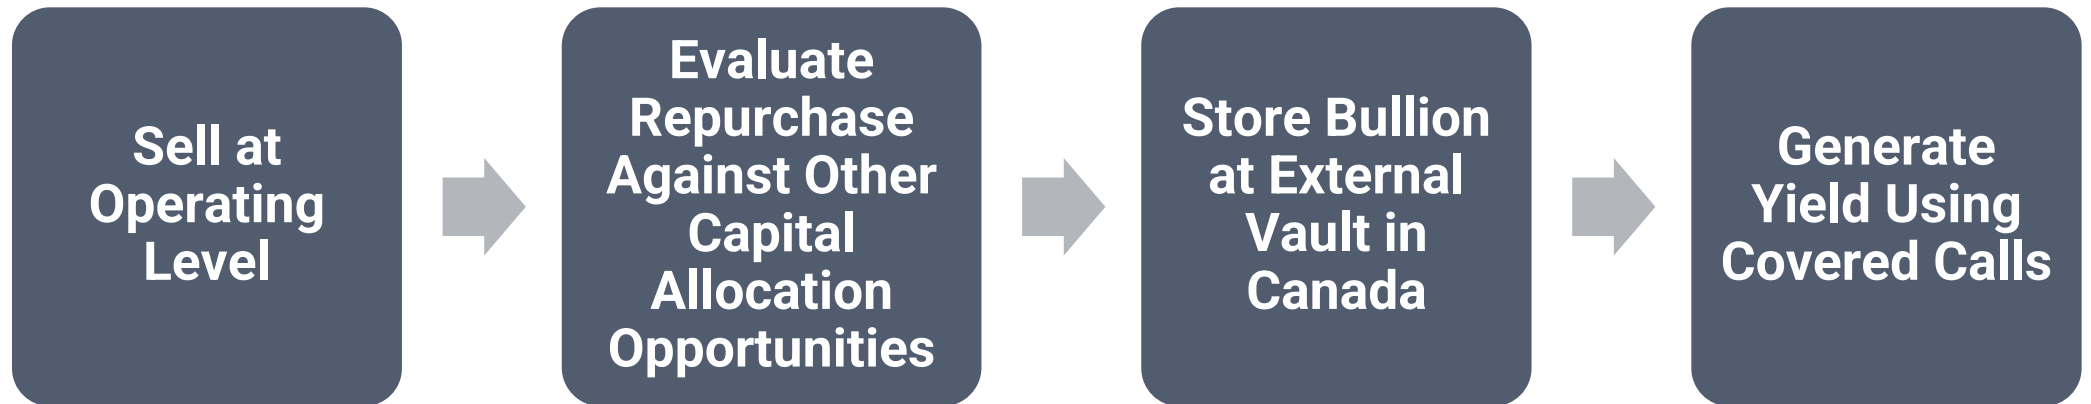 Sell at
Operating
Level
Evaluate
Repurchase
Against Other
Capital
Allocation
Opportunities
Store Bullion
at External
Vault in
Canada
Generate
Yield Using
Covered Calls